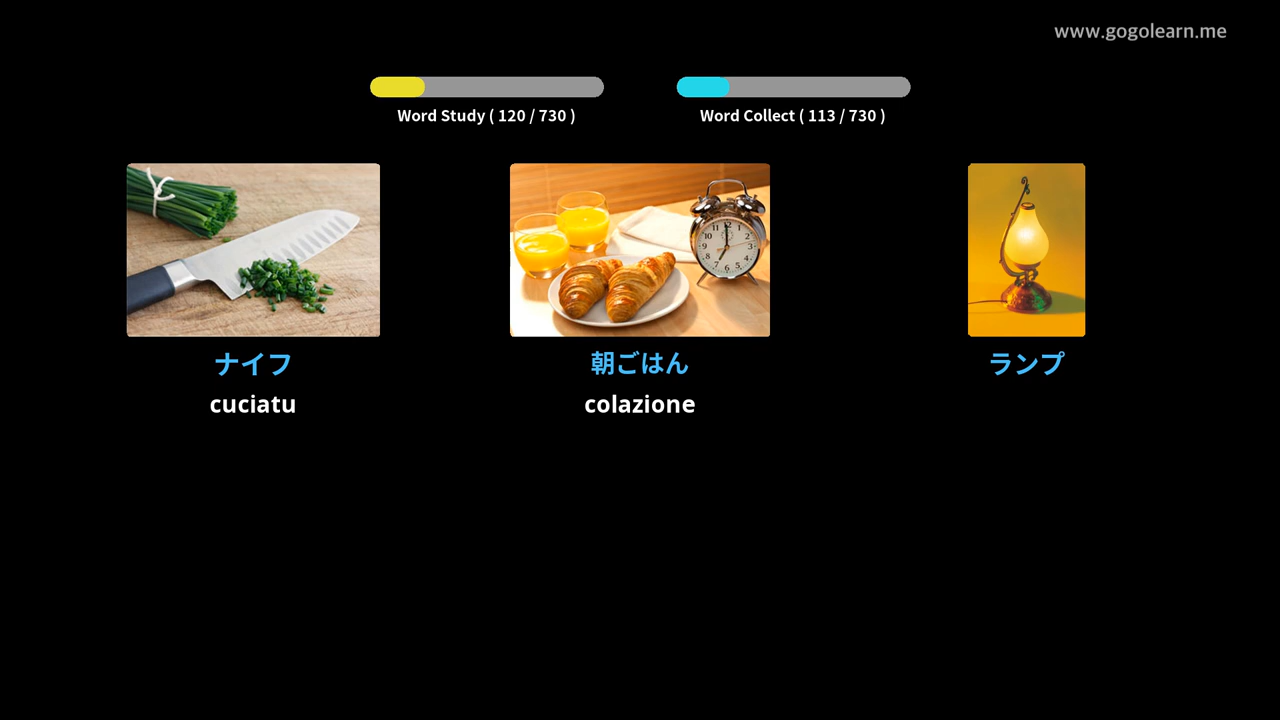 www.gogolearn.me
Word Study ( 120 / 730 )
Word Collect ( 113 / 730 )
ナイフ
朝ごはん
ランプ
cuciatu
colazione